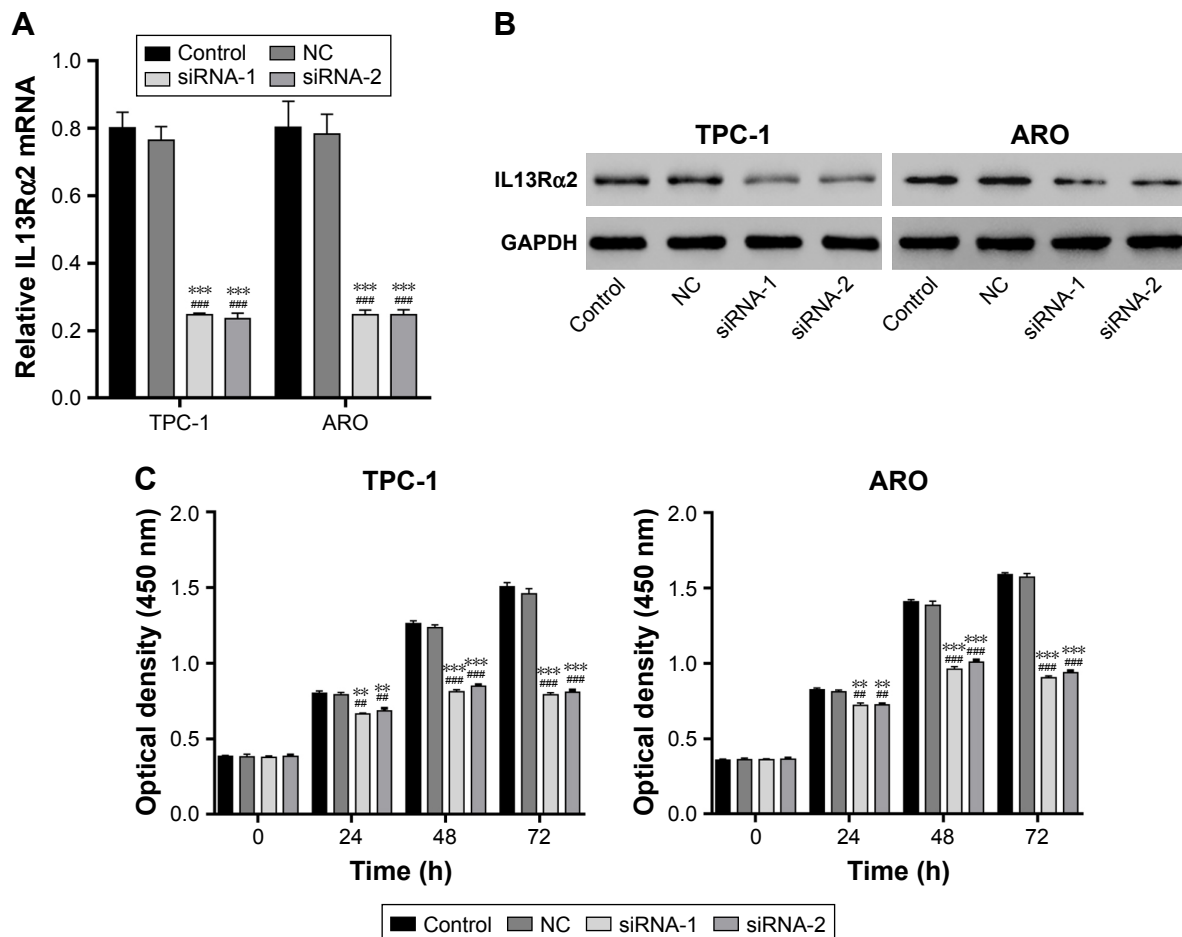 A
Control NC
siRNA-1 siRNA-2
Relative IL13Rα2 mRNA
1.0
0.8
0.6
0.4
0.2
0.0
*** *** *** ***
### ### ### ###
TPC-1 ARO
B
TPC-1 ARO
IL13Rα2
GAPDH
Control NC siRNA-1 siRNA-2 Control NC siRNA-1 siRNA-2
C
TPC-1
Optical density (450 nm)
2.0
1.5
1.0
0.5
0.0
** **
## ##
*** ***
### ###
*** ***
### ###
0 24 48 72
Time (h)
ARO
Optical density (450 nm)
2.0
1.5
1.0
0.5
0.0
** **
## ##
*** ***
### ###
*** ***
### ###
0 24 48 72
Time (h)
Control NC siRNA-1 siRNA-2